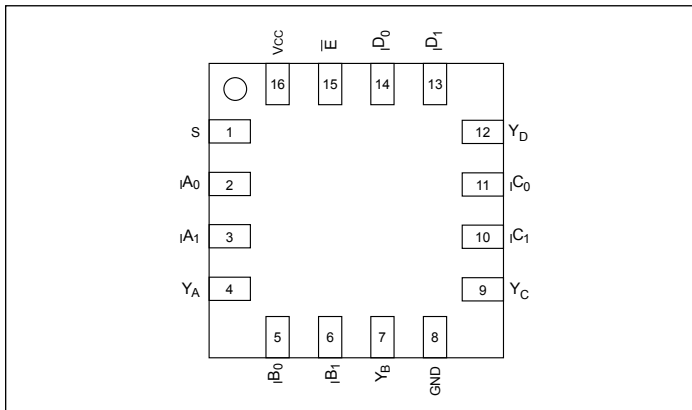 VCC E̅ ID0 ID1
16 15 14 13
S 1 12 YD
IA0 2 11 IC0
IA1 3 10 IC1
YA 4 9 YC
5 6 7 8
IB0 IB1 YB GND